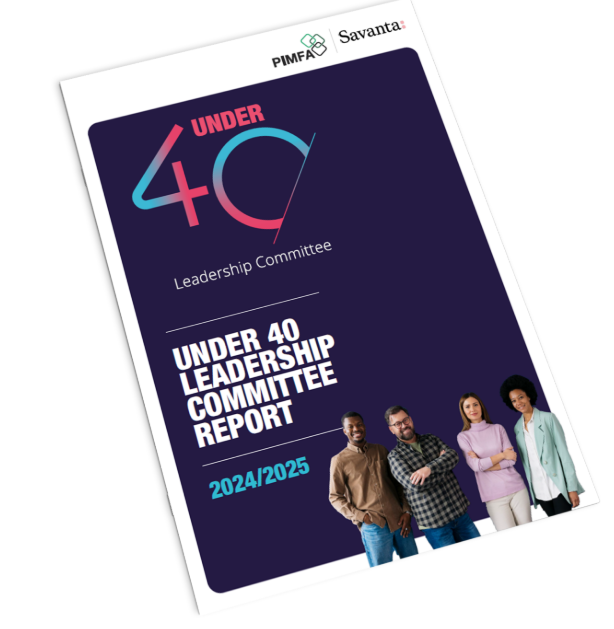 PIMFA
Savanta:
UNDER
40
Leadership Committee
UNDER 40
LEADERSHIP
COMMITTEE
REPORT
2024/2025